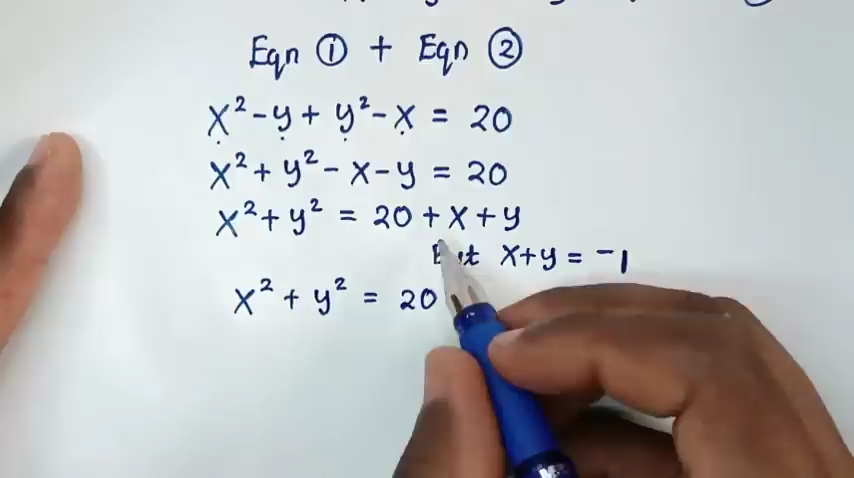 Eqn ① + Eqn ②
x² - y + y² - x = 20
x² + y² - x - y = 20
x² + y² = 20 + x + y
x + y = -1
x² + y² = 20